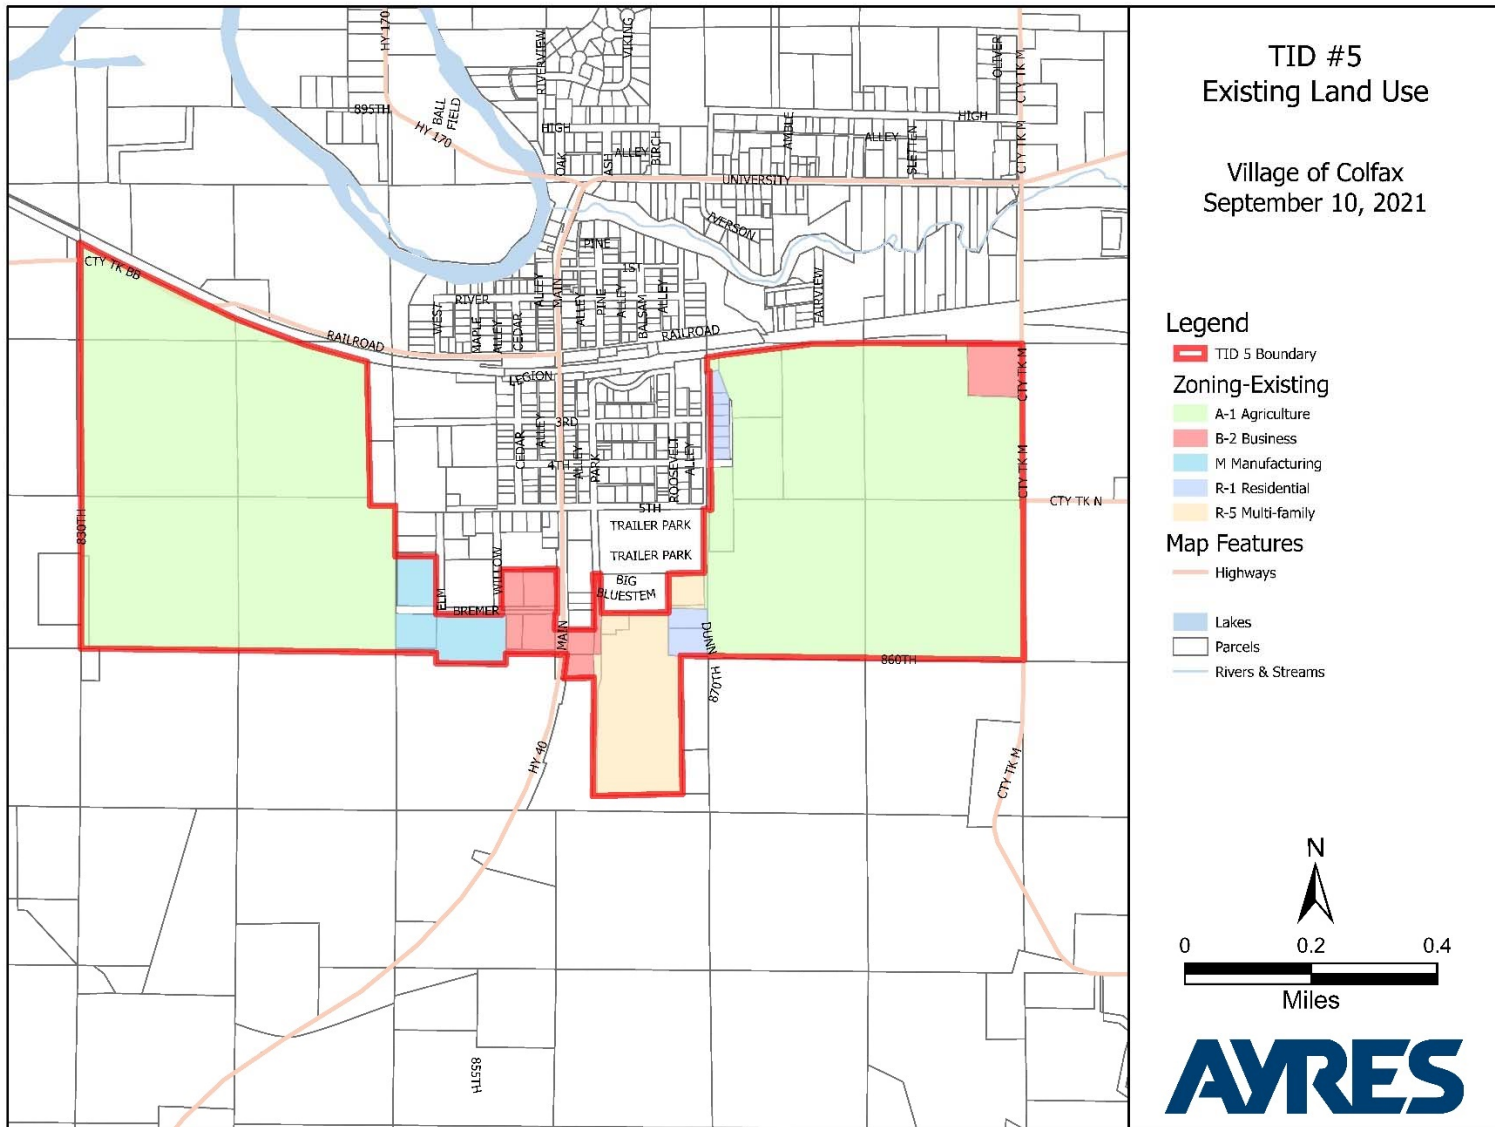 TID #5
Existing Land Use
Village of Colfax
September 10, 2021
Legend
TID 5 Boundary
Zoning-Existing
A-1 Agriculture
B-2 Business
M Manufacturing
R-1 Residential
R-5 Multi-family
Map Features
Highways
Lakes
Parcels
Rivers & Streams
N
0 0.2 0.4
Miles
AYRES
HY 170
RIVERVIEW
VIKING
OLIVER
CTY TK M
895TH
BALL
FIELD
HY 170
HIGH
OAK
ASH
ALLEY
BIRCH
AMBLE
ALLEY
SLETTEN
HIGH
CTY TK M
UNIVERSITY
IVERSON
PINE
1ST
CTY TK BB
RIVER
WEST
MAPLE
ALLEY
CEDAR
ALLEY
MAIN
ALLEY
PINE
ALLEY
BALSAM
ALLEY
FAIRVIEW
RAILROAD
RAILROAD
LEGION
CTY TK M
3RD
CEDAR
ALLEY
4TH
ALLEY
PARK
ROOSEVELT
ALLEY
CTY TK M
CTY TK N
5TH
830TH
TRAILER PARK
TRAILER PARK
BIG
BLUESTEM
ELM
WILLOW
BREMER
MAIN
DUNN
860TH
870TH
HY 40
CTY TK M
855TH